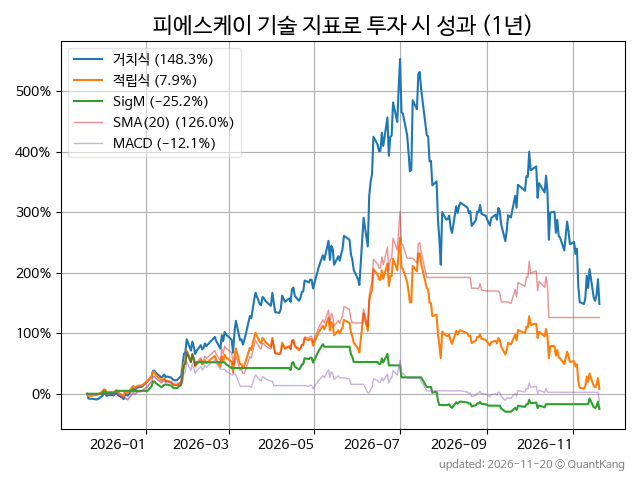 피에스케이 기술 지표로 투자 시 성과 (1년)
거치식 (148.3%)
적립식 (7.9%)
SigM (−25.2%)
SMA(20) (126.0%)
MACD (−12.1%)
500%
400%
300%
200%
100%
0%
2026-01 2026-03 2026-05 2026-07 2026-09 2026-11
updated: 2026-11-20 © QuantKang